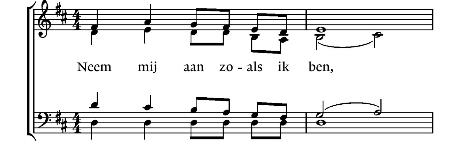 Neem mij aan zo - als ik ben,